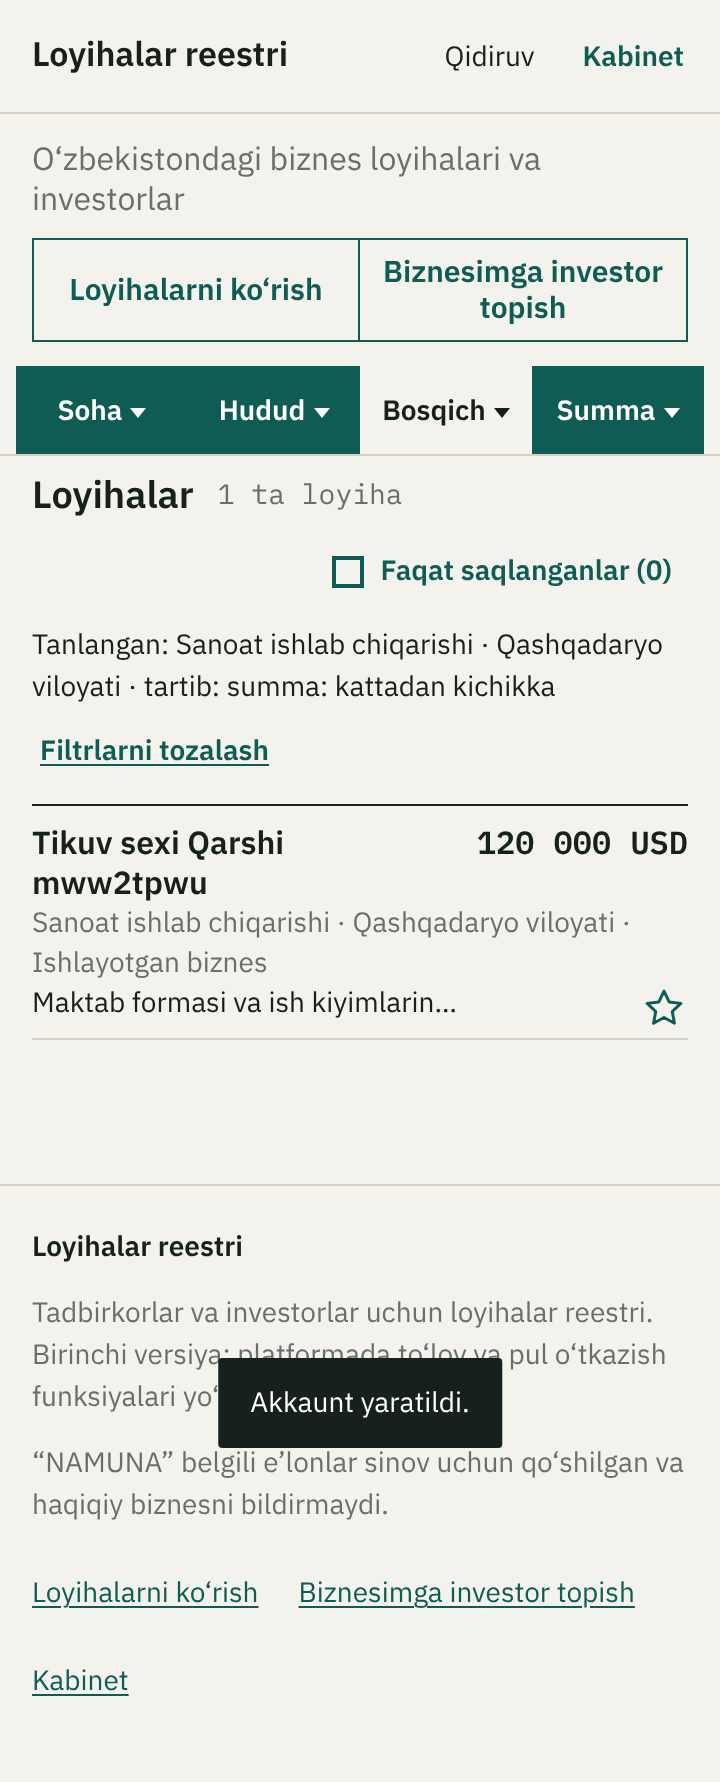 Loyihalar reestri
Qidiruv
Kabinet
O‘zbekistondagi biznes loyihalari va
investorlar
Loyihalarni ko‘rish
Biznesimga investor
topish
Soha
Hudud
Bosqich
Summa
Loyihalar
1 ta loyiha
Faqat saqlanganlar (0)
Tanlangan: Sanoat ishlab chiqarishi · Qashqadaryo
viloyati · tartib: summa: kattadan kichikka
Filtrlarni tozalash
Tikuv sexi Qarshi
mww2tpwu
120 000 USD
Sanoat ishlab chiqarishi · Qashqadaryo viloyati ·
Ishlayotgan biznes
Maktab formasi va ish kiyimlarin...
Loyihalar reestri
Tadbirkorlar va investorlar uchun loyihalar reestri.
Birinchi versiya: platformada to‘lov va pul o‘tkazish
funksiyalari
Akkaunt yaratildi.
“NAMUNA” belgili e’lonlar sinov uchun qo‘shilgan va
haqiqiy biznesni bildirmaydi.
Loyihalarni ko‘rish
Biznesimga investor topish
Kabinet